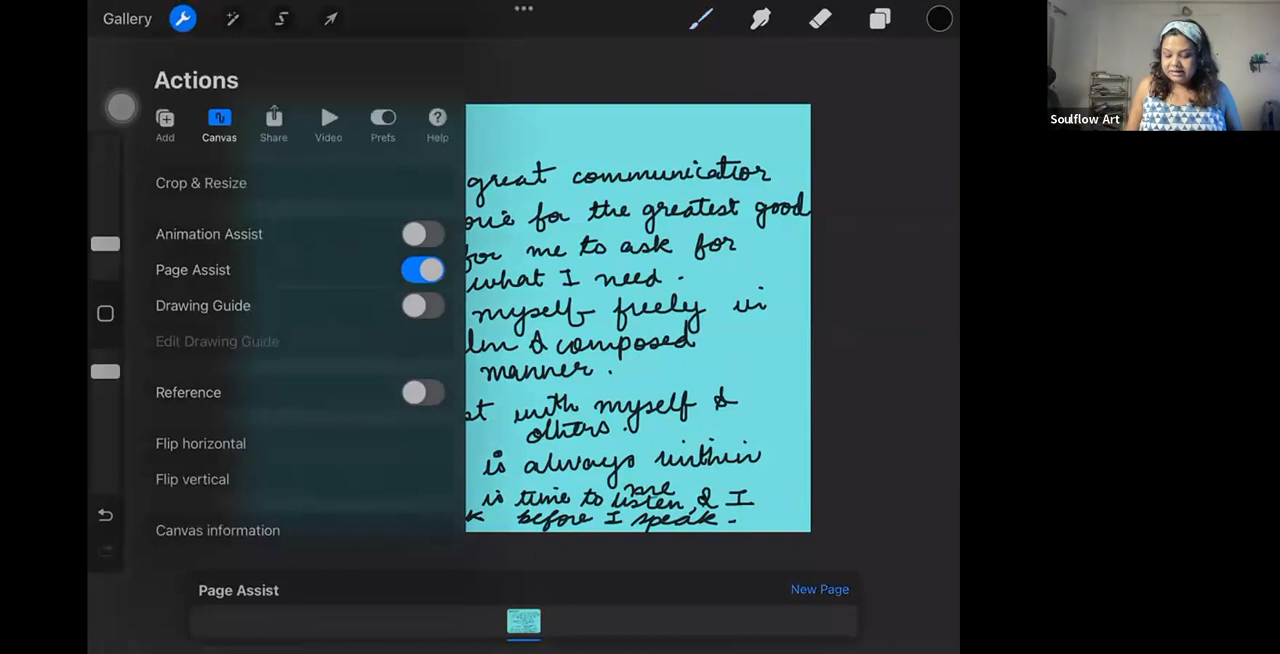 Gallery
Soulflow Art
Actions
Add
Canvas
Share
Video
Prefs
Help
Crop & Resize
Animation Assist
Page Assist
Drawing Guide
Edit Drawing Guide
Reference
Flip horizontal
Flip vertical
Canvas information
great communicator
for the greatest good
for me to ask for
what I need.
myself freely in
& composed
manner.
with myself &
others.
is always within
me
is time to listen, & I
before I speak.
Page Assist
New Page